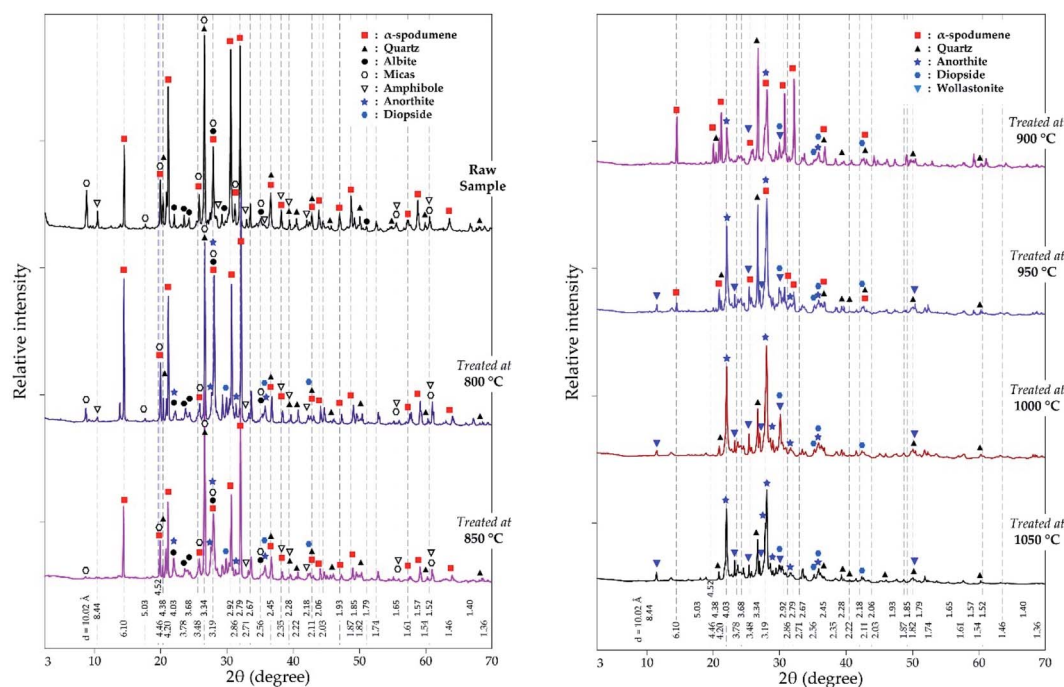 : α-spodumene
: Quartz
: Albite
: Micas
: Amphibole
: Anorthite
: Diopside
Raw
Sample
Treated at
800 °C
Treated at
850 °C
Relative intensity
d = 10.02 Å
8.44
6.10
5.03
4.52
4.46
4.38
4.20
4.03
3.78
3.68
3.48
3.34
3.19
2.92
2.86
2.79
2.71
2.67
2.56
2.45
2.35
2.28
2.22
2.18
2.11
2.06
2.03
1.93
1.87
1.85
1.82
1.79
1.74
1.65
1.61
1.57
1.54
1.52
1.46
1.40
1.36
3 10 20 30 40 50 60 70
2θ (degree)
: α-spodumene
: Quartz
: Anorthite
: Diopside
: Wollastonite
Treated at
900 °C
Treated at
950 °C
Treated at
1000 °C
Treated at
1050 °C
Relative intensity
d = 10.02 Å
8.44
6.10
5.03
4.52
4.46
4.38
4.20
4.03
3.78
3.68
3.48
3.34
3.19
2.92
2.86
2.79
2.71
2.67
2.56
2.45
2.35
2.28
2.22
2.18
2.11
2.06
2.03
1.93
1.87
1.85
1.82
1.79
1.74
1.65
1.61
1.57
1.54
1.52
1.46
1.40
1.36
3 10 20 30 40 50 60 70
2θ (degree)